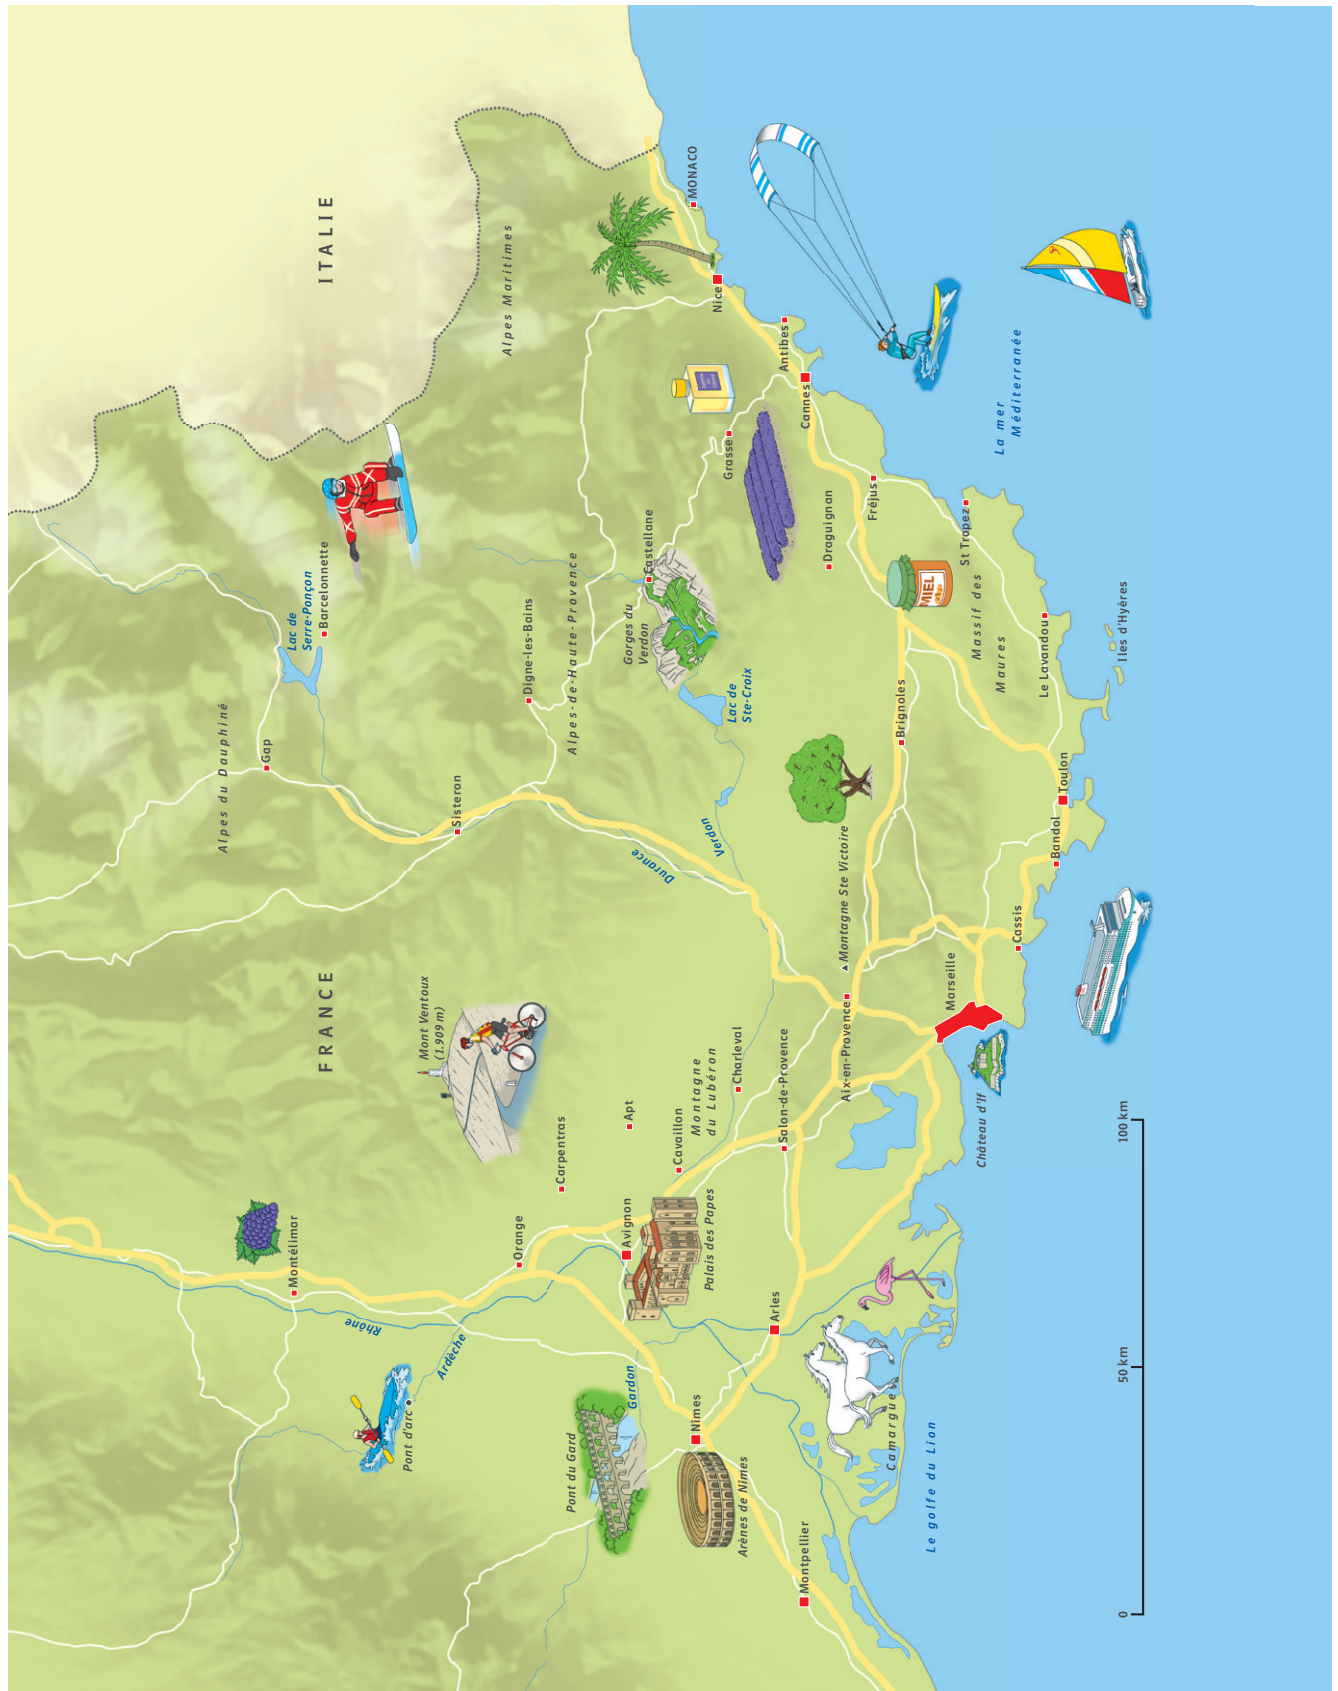 FRANCE
ITALIE
Alpes du Dauphiné
Gap
Lac de
Serre-Ponçon
Barcelonnette
Montélimar
Rhône
Pont d'arc
Ardèche
Mont Ventoux
(1.909 m)
Sisteron
Alpes Maritimes
Orange
Carpentras
Digne-les-Bains
Alpes-de-Haute-Provence
Pont du Gard
Gardon
Avignon
Apt
Durance
Gorges du
Verdon
Castellane
MONACO
Nîmes
Arènes de Nîmes
Palais des Papes
Cavaillon
Montagne
du Lubéron
Charleval
Verdon
Lac de
Ste-Croix
Grasse
Nice
Antibes
Montpellier
Arles
Salon-de-Provence
Aix-en-Provence
Montagne Ste Victoire
Draguignan
Cannes
Camargue
Brignoles
MIEL
Fréjus
Le golfe du Lion
Marseille
Château d'If
Cassis
Bandol
Toulon
Massif des
Maures
St Tropez
Le Lavandou
Iles d'Hyères
La mer
Méditerranée
0
50 km
100 km